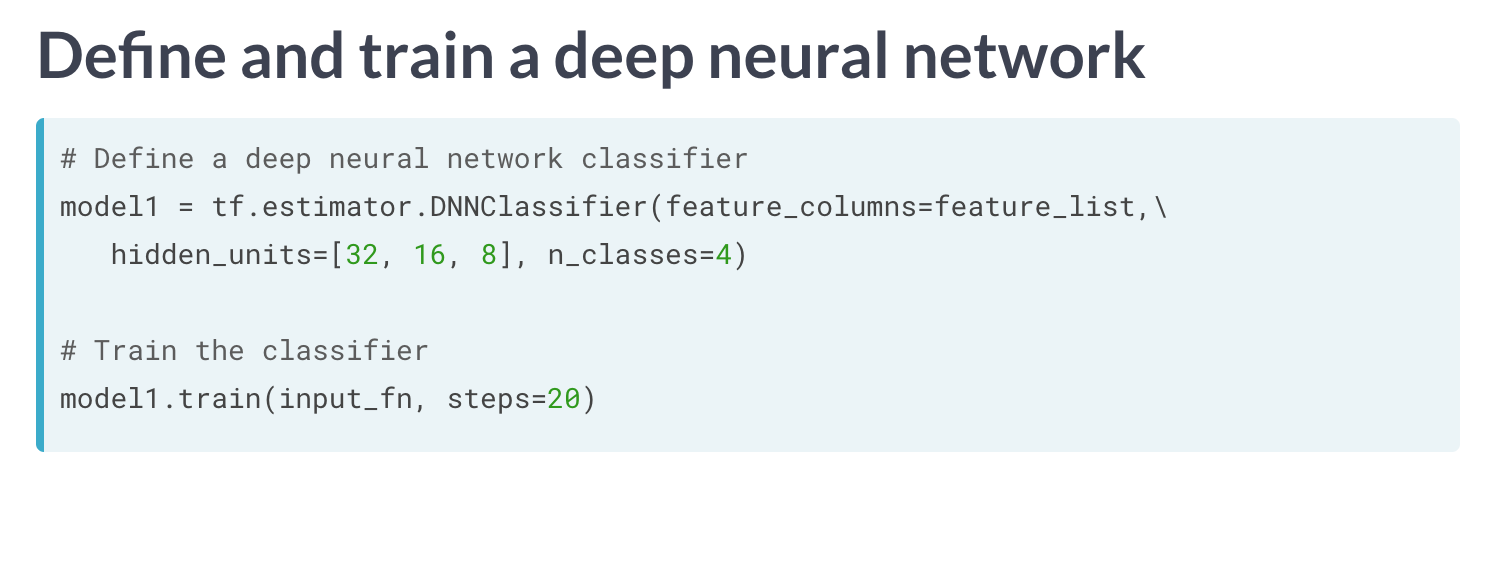 Define and train a deep neural network
# Define a deep neural network classifier
model1 = tf.estimator.DNNClassifier(feature_columns=feature_list,\
   hidden_units=[32, 16, 8], n_classes=4)
# Train the classifier
model1.train(input_fn, steps=20)